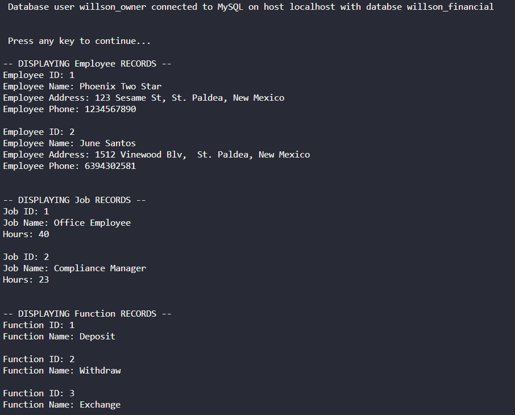 Database user willson_owner connected to MySQL on host localhost with databse willson_financial
Press any key to continue...
-- DISPLAYING Employee RECORDS --
Employee ID: 1
Employee Name: Phoenix Two Star
Employee Address: 123 Sesame St, St. Paldea, New Mexico
Employee Phone: 1234567890
Employee ID: 2
Employee Name: June Santos
Employee Address: 1512 Vinewood Blv,  St. Paldea, New Mexico
Employee Phone: 6394302581
-- DISPLAYING Job RECORDS --
Job ID: 1
Job Name: Office Employee
Hours: 40
Job ID: 2
Job Name: Compliance Manager
Hours: 23
-- DISPLAYING Function RECORDS --
Function ID: 1
Function Name: Deposit
Function ID: 2
Function Name: Withdraw
Function ID: 3
Function Name: Exchange